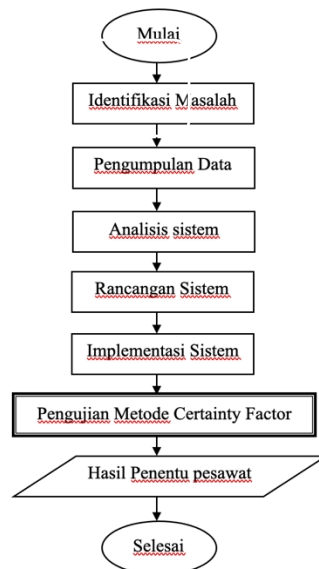 Mulai
Identifikasi Masalah
Pengumpulan Data
Analisis sistem
Rancangan Sistem
Implementasi Sistem
Pengujian Metode Certainty Factor
Hasil Penentu pesawat
Selesai